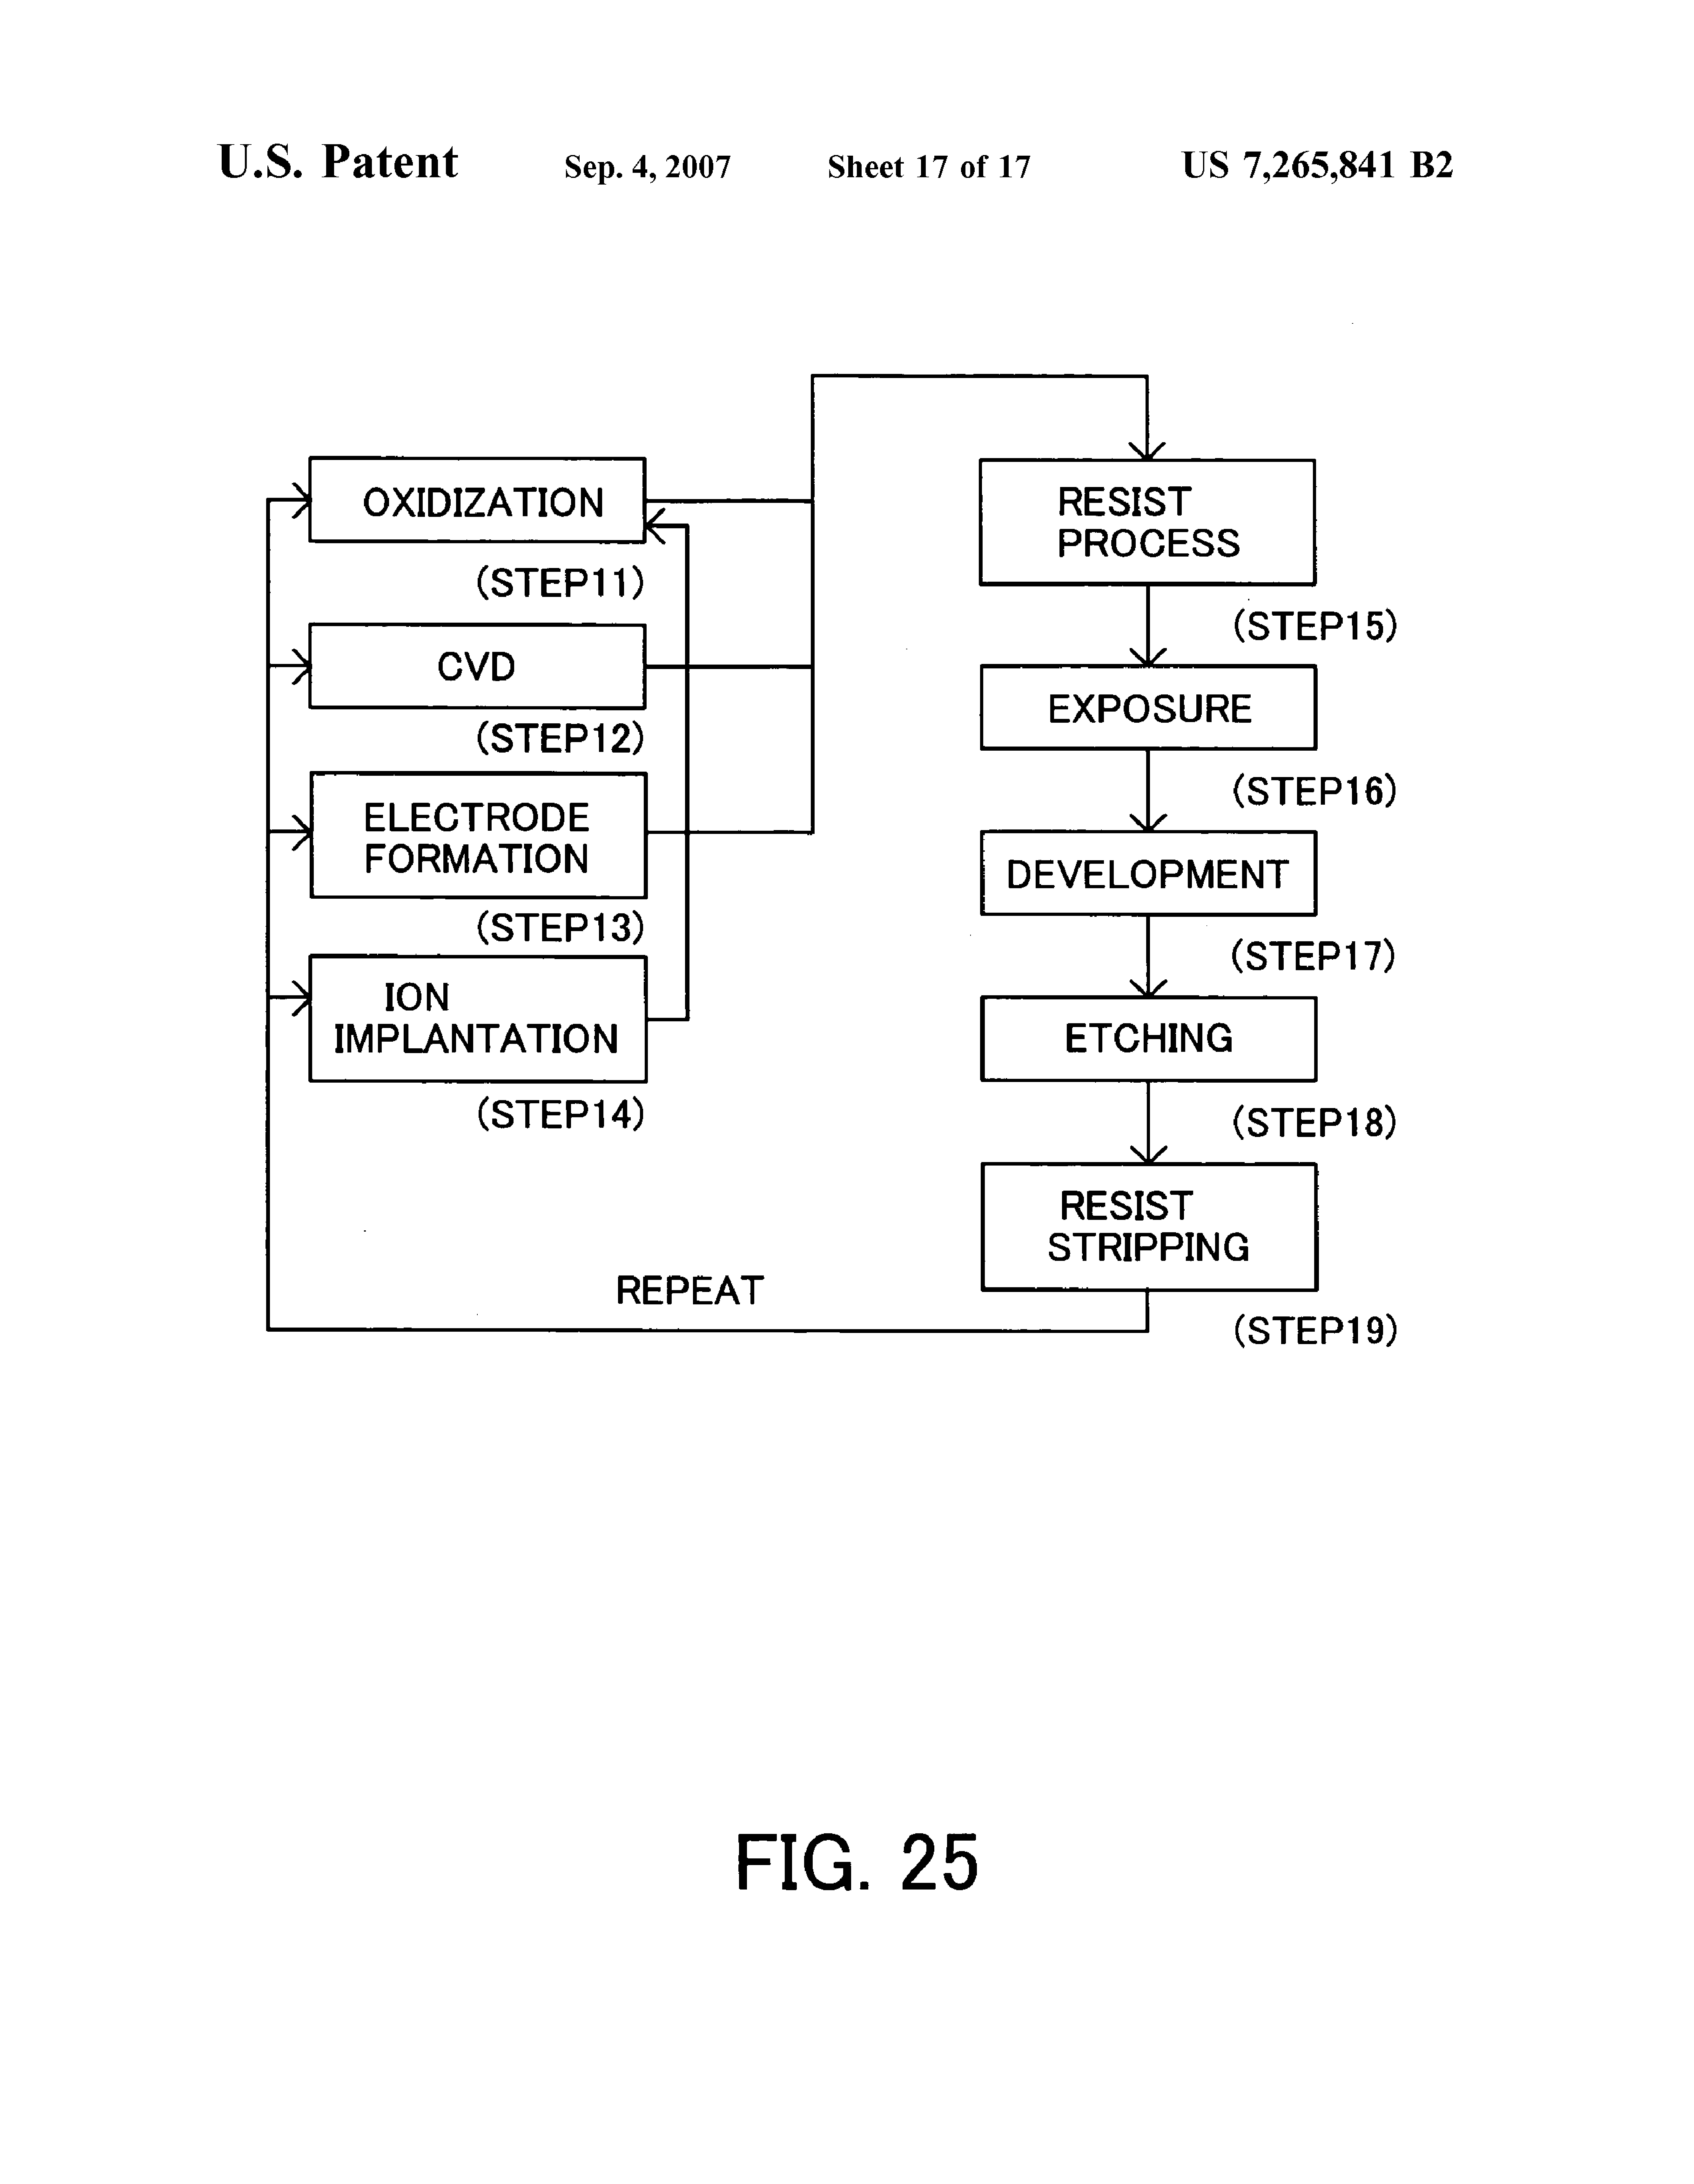 U.S. Patent Sep. 4, 2007 Sheet 17 of 17 US 7,265,841 B2
OXIDIZATION
(STEP11)
CVD
(STEP12)
ELECTRODE
FORMATION
(STEP13)
ION
IMPLANTATION
(STEP14)
RESIST
PROCESS
(STEP15)
EXPOSURE
(STEP16)
DEVELOPMENT
(STEP17)
ETCHING
(STEP18)
RESIST
STRIPPING
(STEP19)
REPEAT
FIG. 25